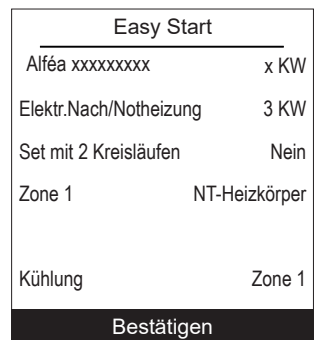 Easy Start
Alféa xxxxxxxxx x KW
Elektr.Nach/Notheizung 3 KW
Set mit 2 Kreisläufen Nein
Zone 1 NT-Heizkörper
Kühlung Zone 1
Bestätigen